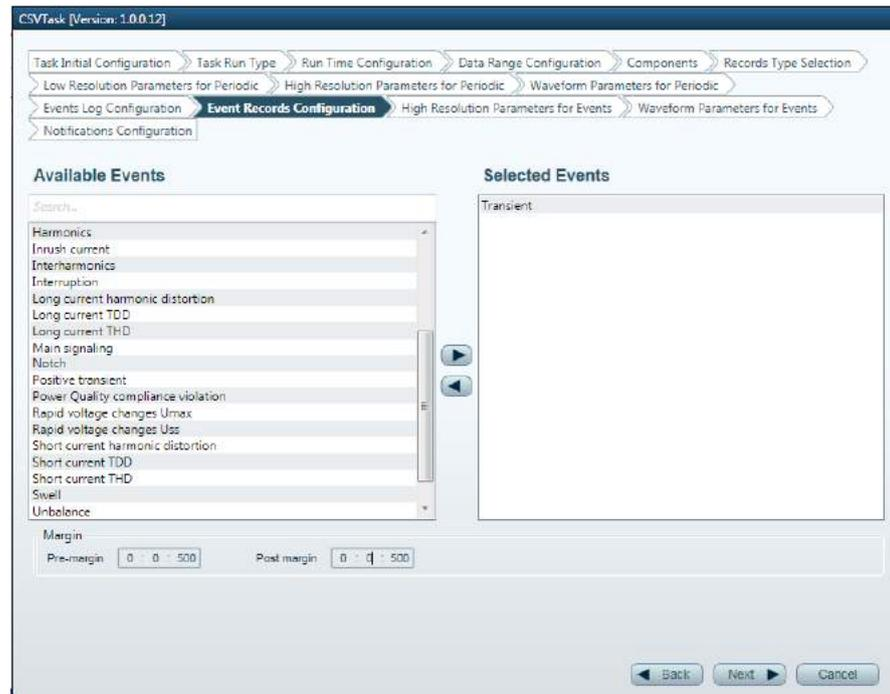 CSVTask [Version: 1.0.0.12]
Task Initial Configuration Task Run Type Run Time Configuration Data Range Configuration Components Records Type Selection
Low Resolution Parameters for Periodic High Resolution Parameters for Periodic Waveform Parameters for Periodic
Events Log Configuration Event Records Configuration High Resolution Parameters for Events Waveform Parameters for Events
Notifications Configuration
Available Events
Search...
Harmonics
Inrush current
Interharmonics
Interruption
Long current harmonic distortion
Long current TDD
Long current THD
Main signaling
Notch
Positive transient
Power Quality compliance violation
Rapid voltage changes Umax
Rapid voltage changes Uss
Short current harmonic distortion
Short current TDD
Short current THD
Swell
Unbalance
Selected Events
Transient
Margin
Pre-margin 0 : 0 : 500 Post margin 0 : 0 : 500
Back Next Cancel